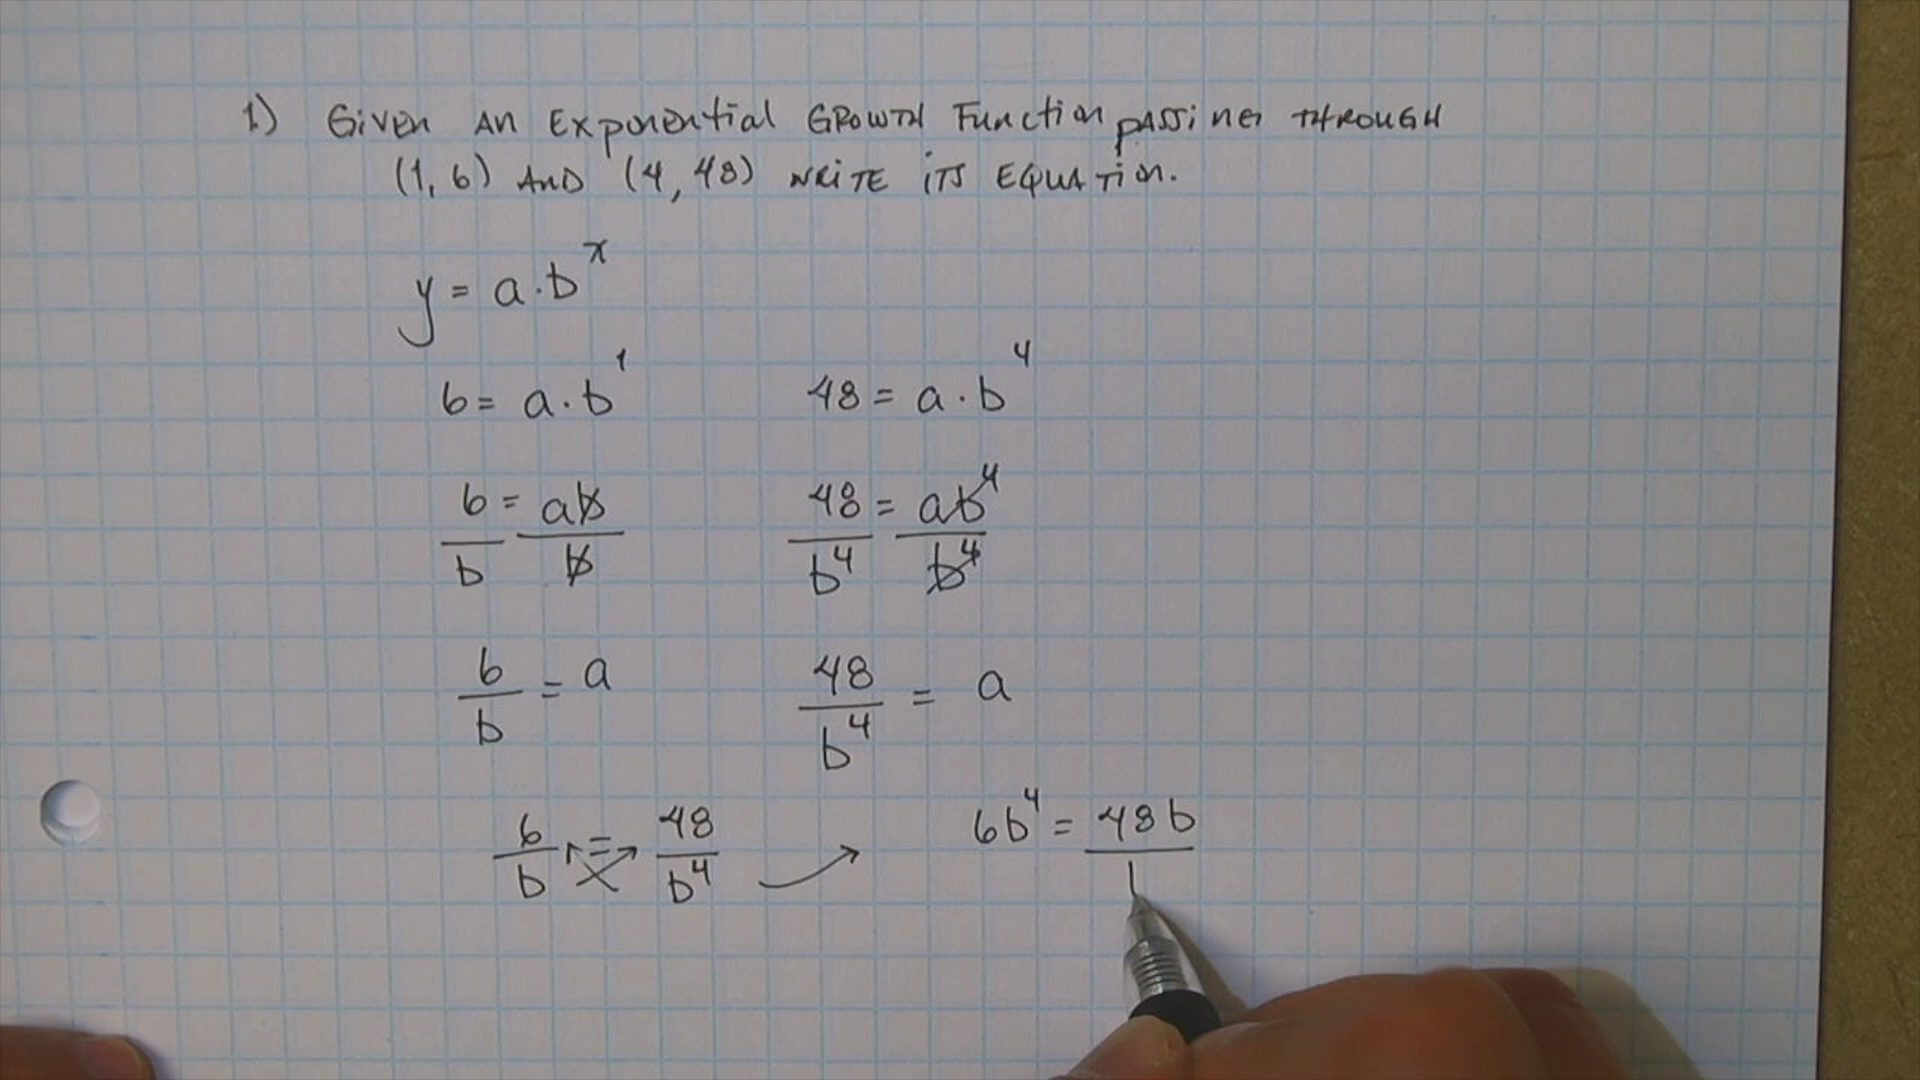 1) Given an Exponential Growth Function passing through
(1, 6) and (4, 48) write its equation.
y = a · b^x
6 = a · b^1    48 = a · b^4
6/b = ab/b    48/b^4 = ab^4/b^4
6/b = a    48/b^4 = a
6/b = 48/b^4 → 6b^4 = 48b/